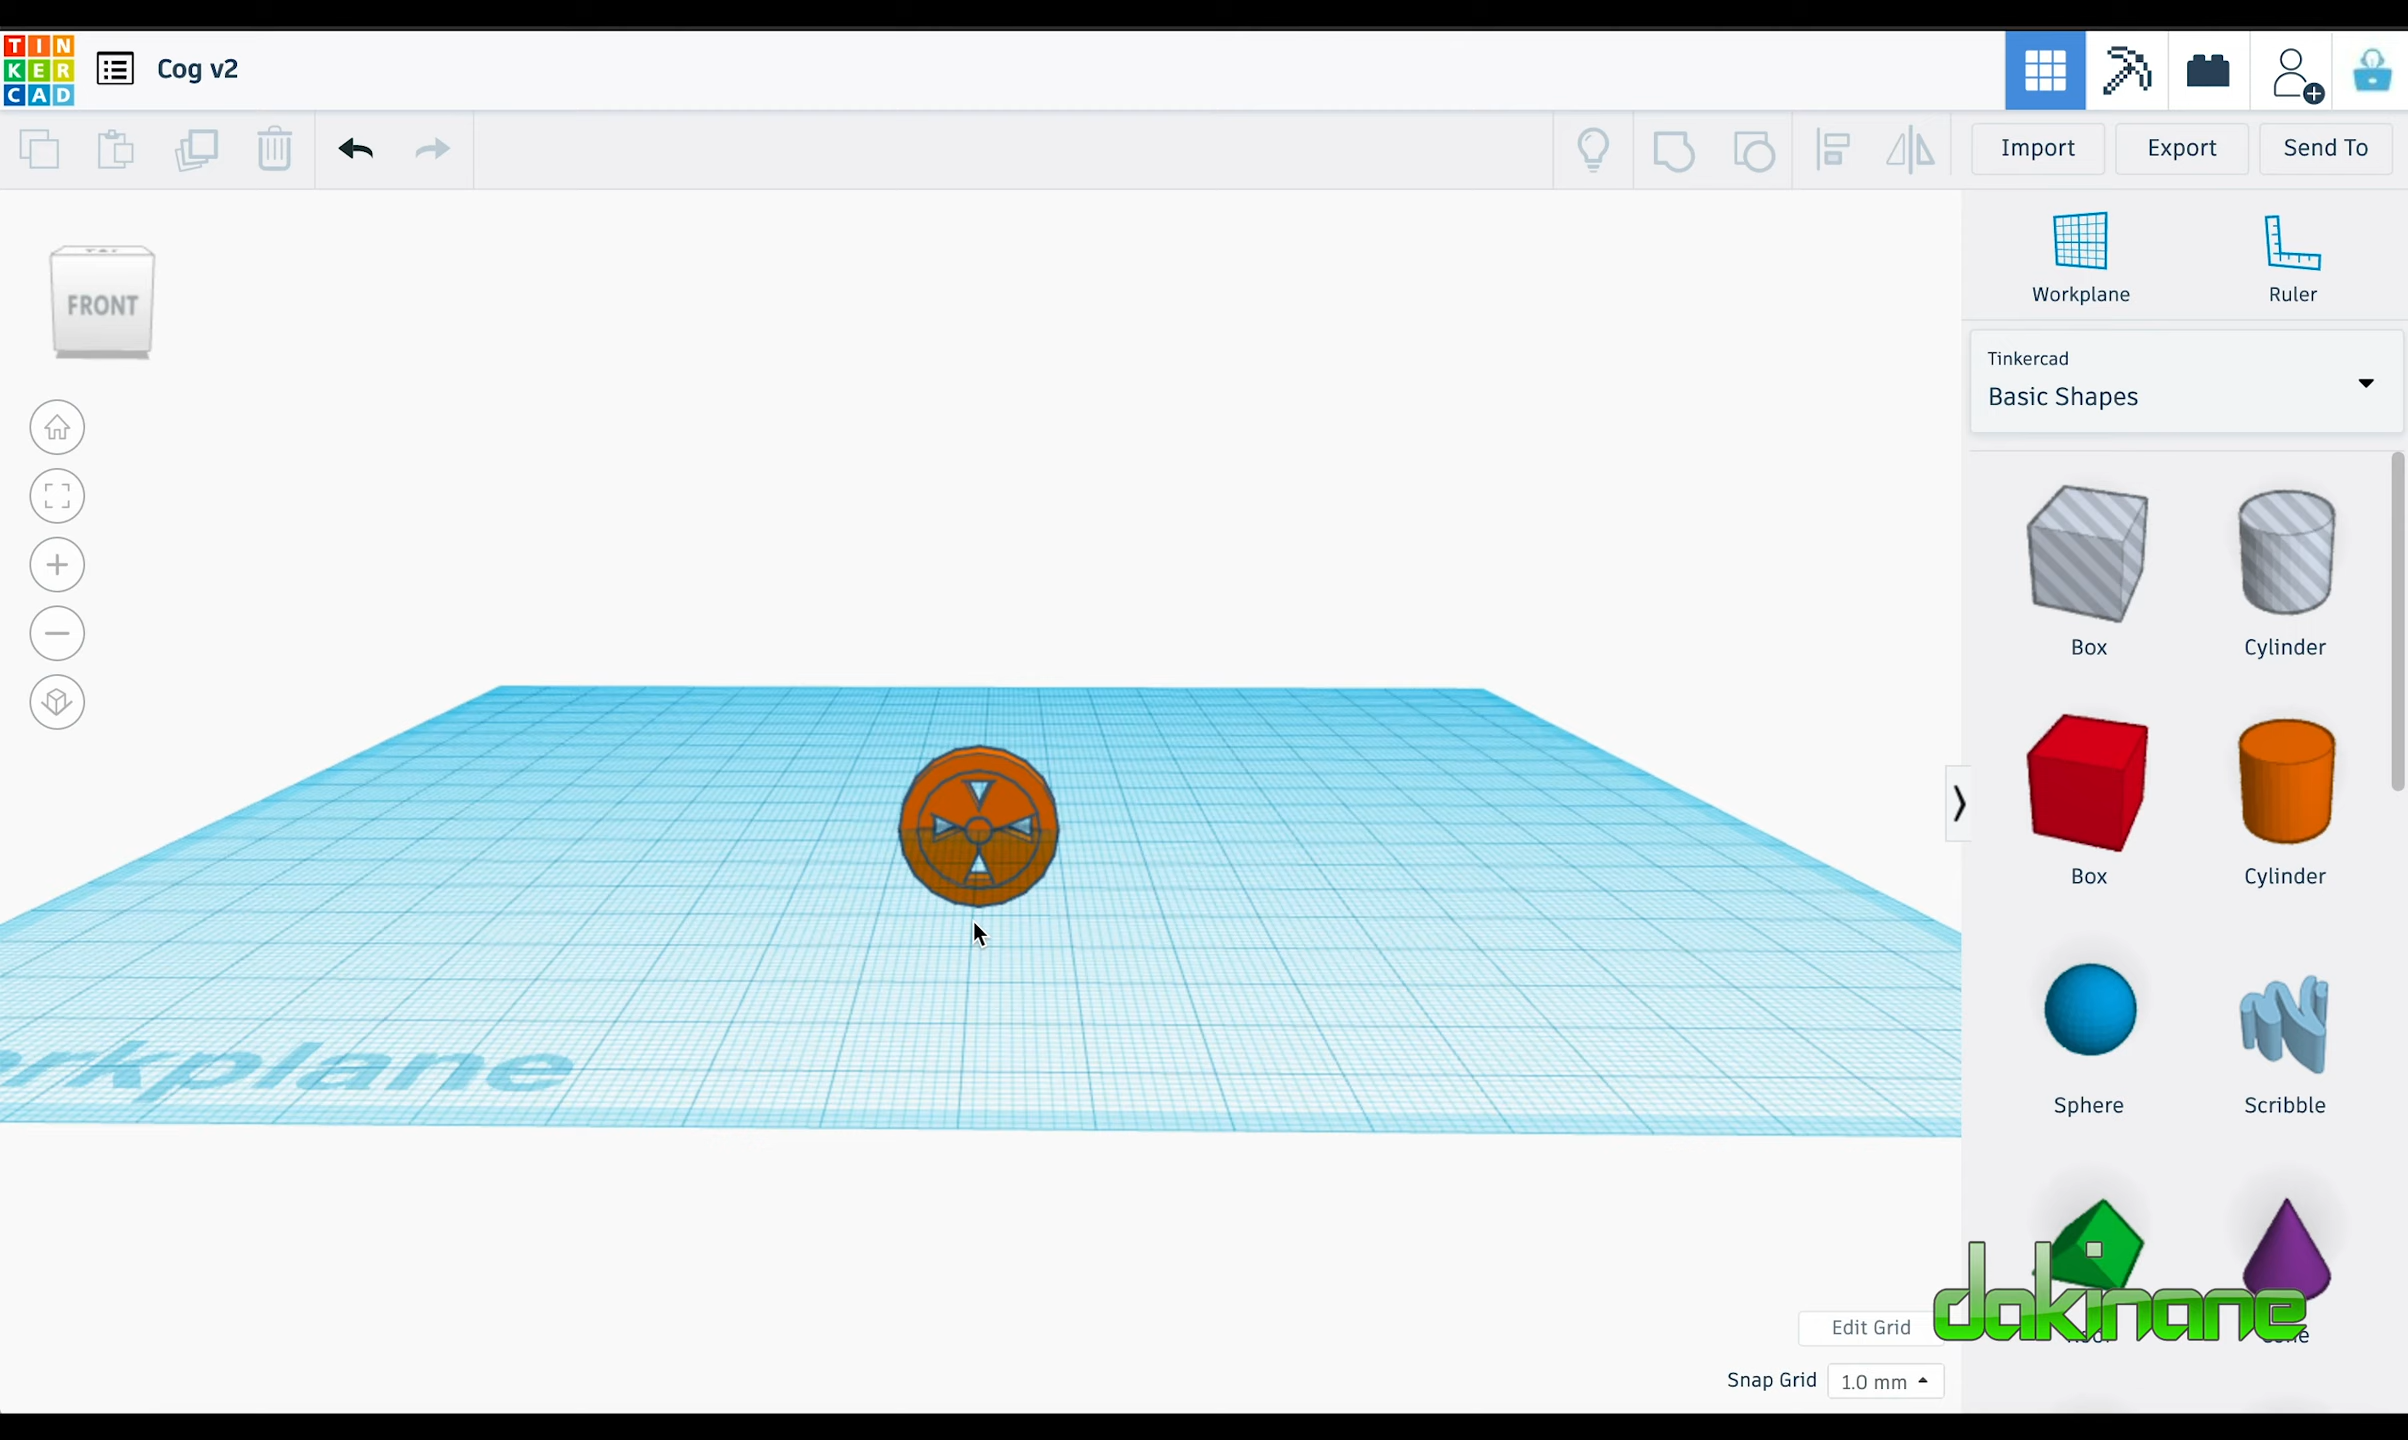 TIN
KER
CAD
Cog v2
Import
Export
Send To
FRONT
Workplane
Ruler
Tinkercad
Basic Shapes
Box
Cylinder
Box
Cylinder
Sphere
Scribble
orkplane
dakinane
Edit Grid
Snap Grid
1.0 mm